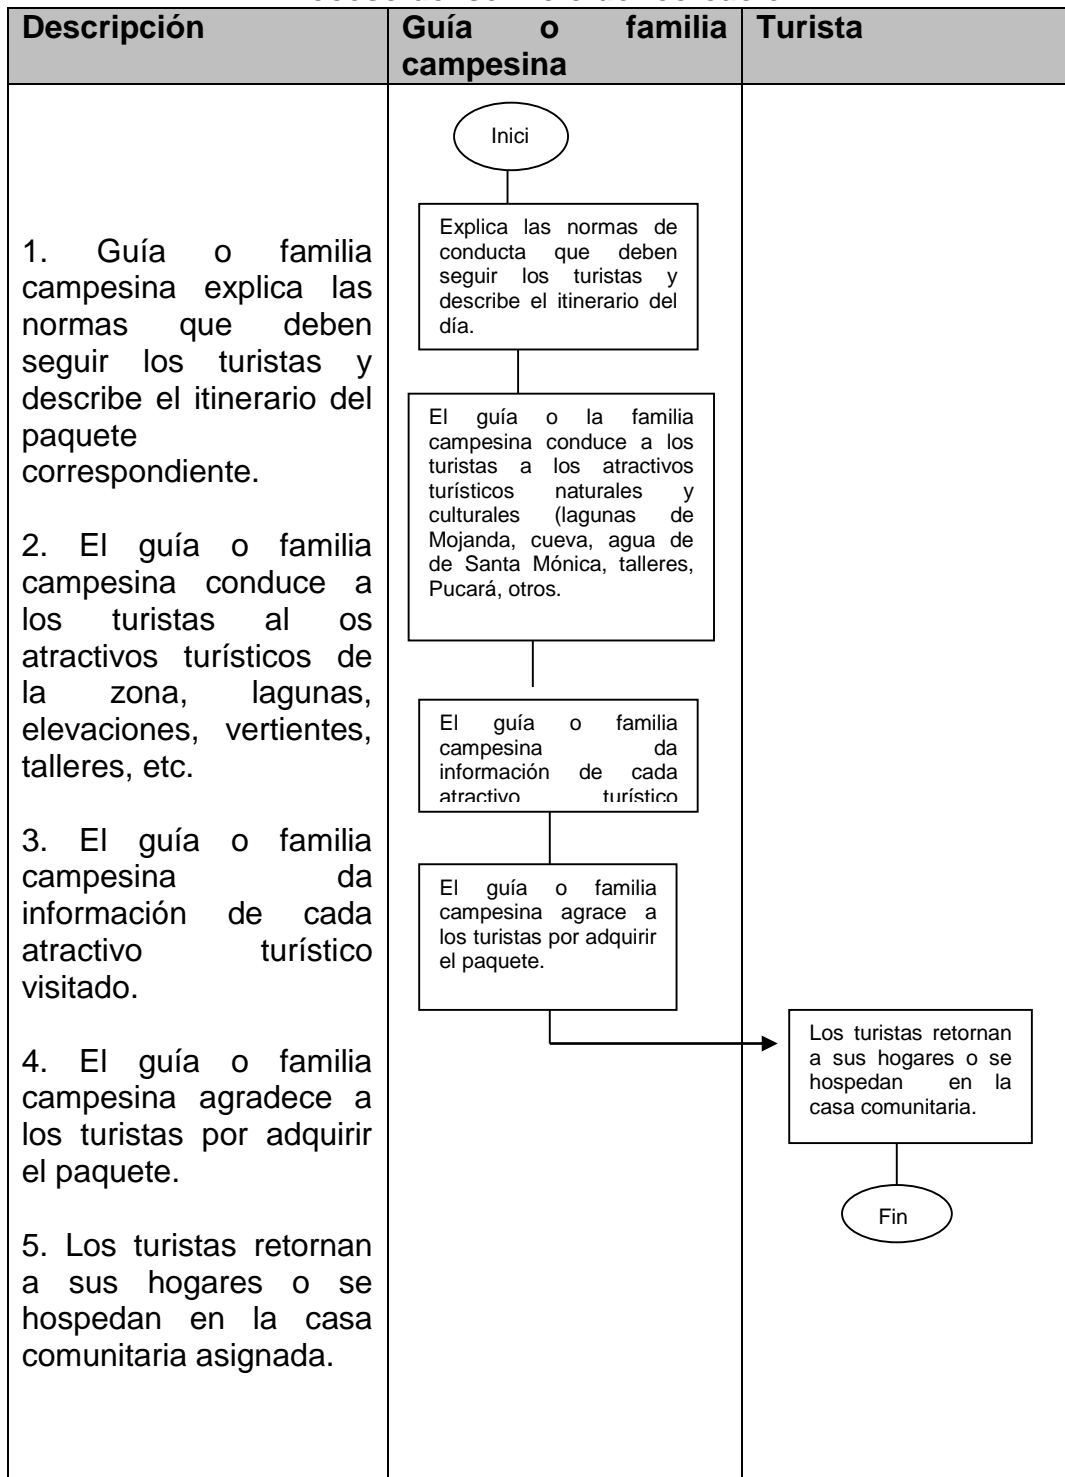 Descripción
Guía o familia
campesina
Turista
1. Guía o familia
campesina explica las
normas que deben
seguir los turistas y
describe el itinerario del
paquete
correspondiente.
2. El guía o familia
campesina conduce a
los turistas al os
atractivos turísticos de
la zona, lagunas,
elevaciones, vertientes,
talleres, etc.
3. El guía o familia
campesina da
información de cada
atractivo turístico
visitado.
4. El guía o familia
campesina agradece a
los turistas por adquirir
el paquete.
5. Los turistas retornan
a sus hogares o se
hospedan en la casa
comunitaria asignada.
Inici
Explica las normas de
conducta que deben
seguir los turistas y
describe el itinerario del
día.
El guía o la familia
campesina conduce a los
turistas a los atractivos
turísticos naturales y
culturales (lagunas de
Mojanda, cueva, agua de
de Santa Mónica, talleres,
Pucará, otros.
El guía o familia
campesina da
información de cada
atractivo turístico
El guía o familia
campesina agrace a
los turistas por adquirir
el paquete.
Los turistas retornan
a sus hogares o se
hospedan en la
casa comunitaria.
Fin